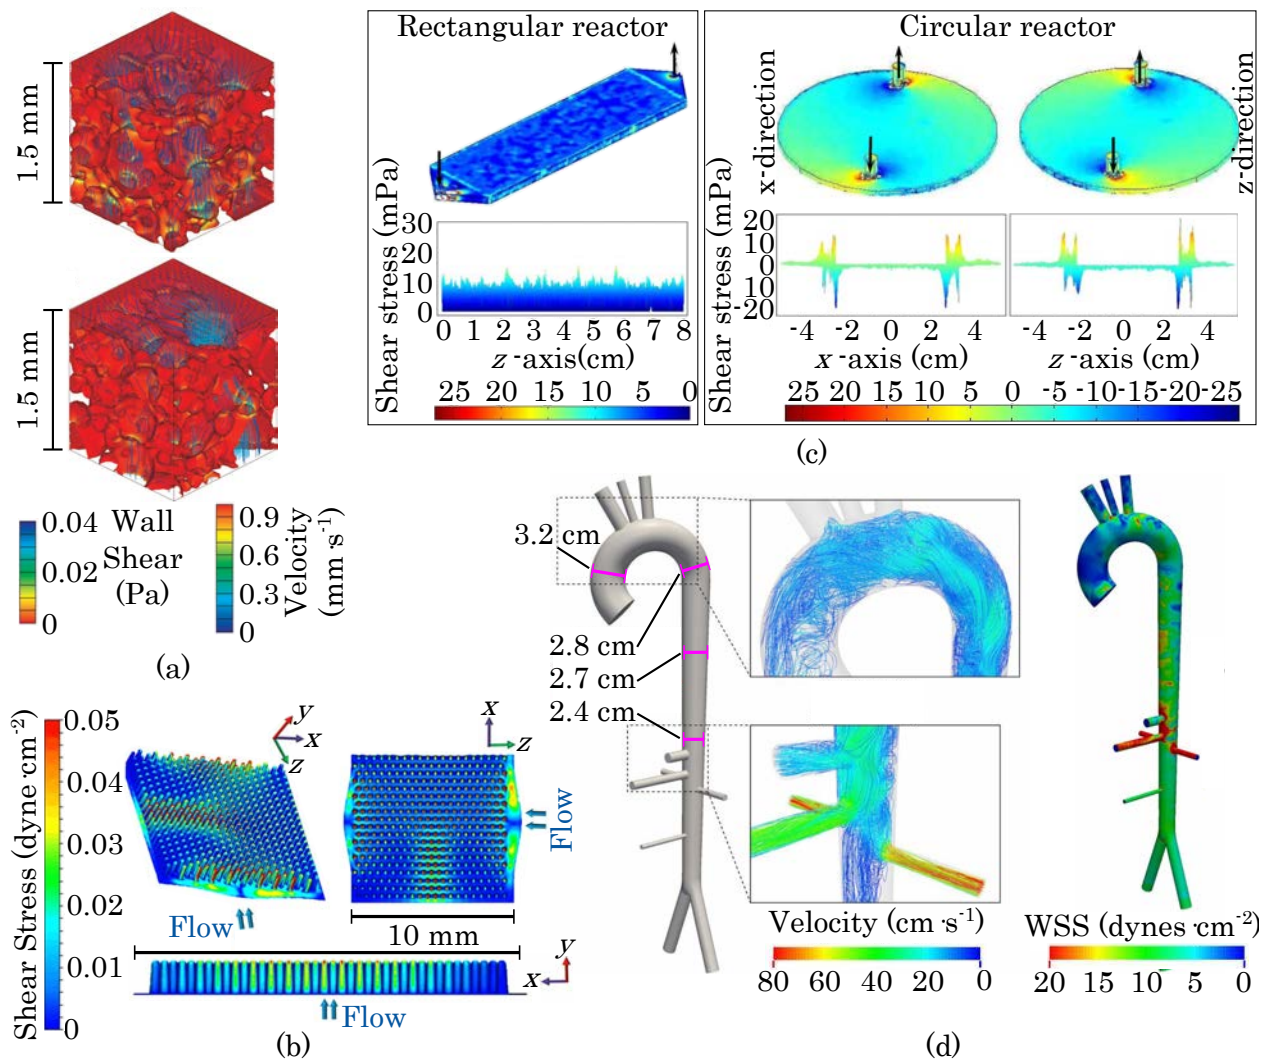 1.5 mm
1.5 mm
0.04
0.02
0
Wall
Shear
(Pa)
0.9
0.6
0.3
0
Velocity
(mm·s-1)
(a)
Rectangular reactor
Shear stress (mPa)
30
20
10
0
0 1 2 3 4 5 6 7 8
z -axis(cm)
25 20 15 10 5 0
Circular reactor
x-direction
z-direction
Shear stress (mPa)
20
10
0
10
-20
-4 -2 0 2 4
x -axis (cm)
-4 -2 0 2 4
z -axis (cm)
25 20 15 10 5 0 -5 -10 -15 -20 -25
(c)
Shear Stress (dyne·cm-2)
0.05
0.04
0.03
0.02
0.01
0
y
x
z
x
z
Flow
Flow
10 mm
y
x
Flow
(b)
3.2 cm
2.8 cm
2.7 cm
2.4 cm
Velocity (cm·s-1)
80 60 40 20 0
WSS (dynes·cm-2)
20 15 10 5 0
(d)